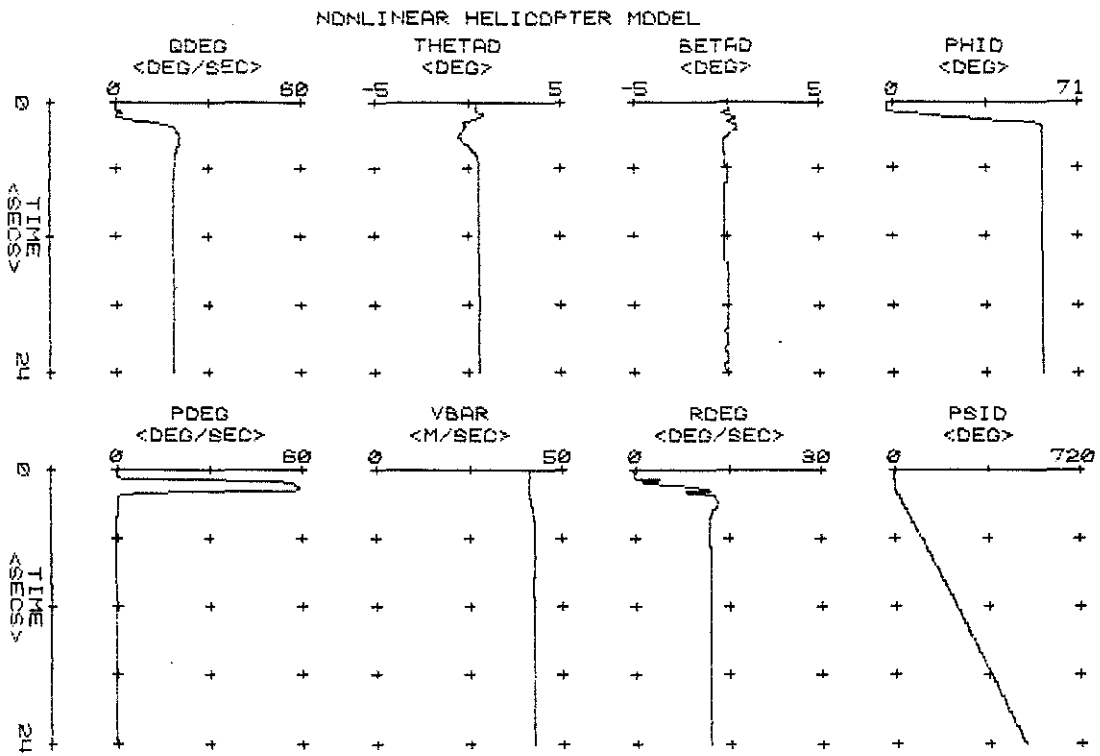 NONLINEAR HELICOPTER MODEL
QDEG THETAD BETAD PHID
<DEG/SEC> <DEG> <DEG> <DEG>
0 60 -5 5 -5 5 0 71
0
TIME
<SECS>
24
PDEG VBAR RDEG PSID
<DEG/SEC> <M/SEC> <DEG/SEC> <DEG>
0 60 0 50 0 30 0 720
0
TIME
<SECS>
24